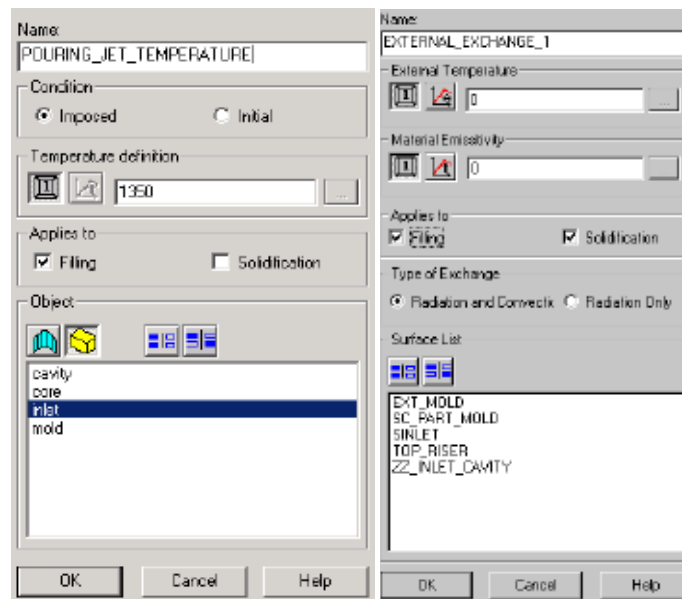 Name:
POURING_JET_TEMPERATURE
Condition
Imposed
Initial
Temperature definition
1350
...
Applies to
Filling
Solidification
Object
cavity
core
inlet
mold
OK
Cancel
Help
Name:
EXTERNAL_EXCHANGE_1
External Temperature
0
...
Material Emissitivity
0
Applies to
Filling
Solidification
Type of Exchange
Radiation and Convectic
Radiation Only
Surface List
EXT_MOLD
SC_PART_MOLD
SINLET
TOP_RISER
ZZ_INLET_CAVITY
OK
Cancel
Help